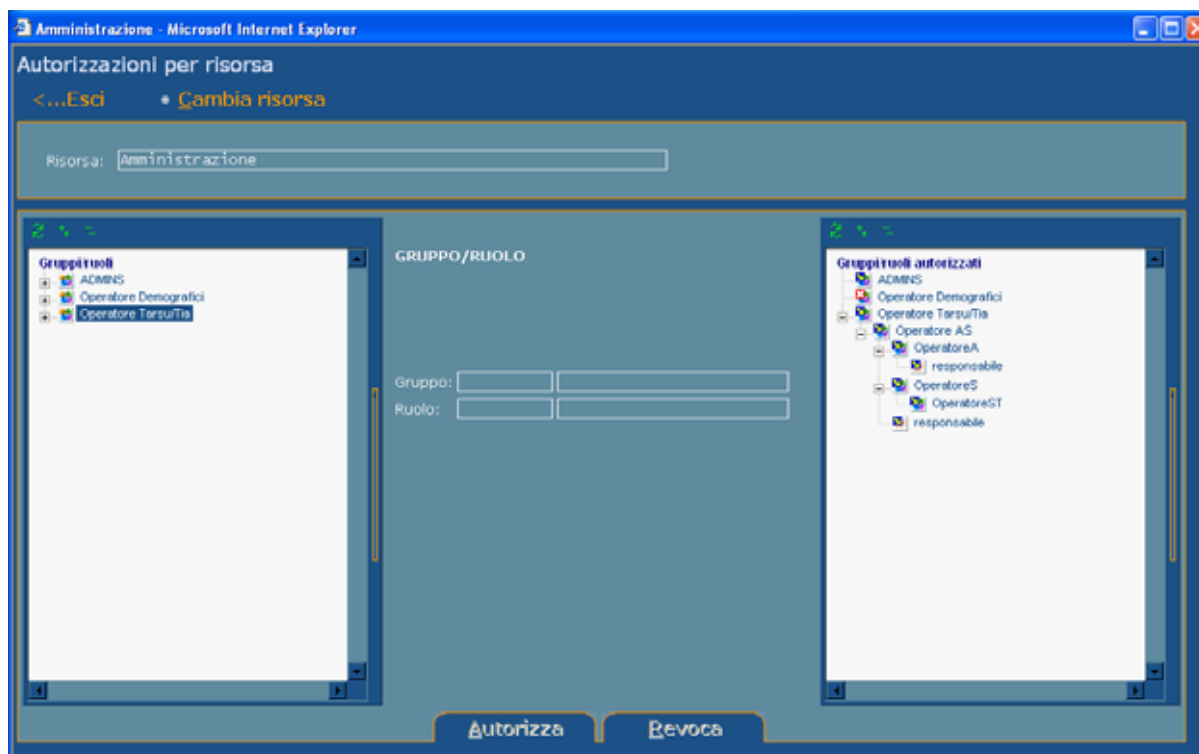 Amministrazione - Microsoft Internet Explorer
Autorizzazioni per risorsa
<...Esci
Cambia risorsa
Risorsa: Amministrazione
Gruppi\ruoli
ADMINS
Operatore Demografici
Operatore Tarsu/Tia
GRUPPO/RUOLO
Gruppo:
Ruolo:
Gruppi\ruoli autorizzati
ADMINS
Operatore Demografici
Operatore Tarsu/Tia
Operatore AS
OperatoreA
responsabile
OperatoreS
OperatoreST
responsabile
Autorizza
Revoca